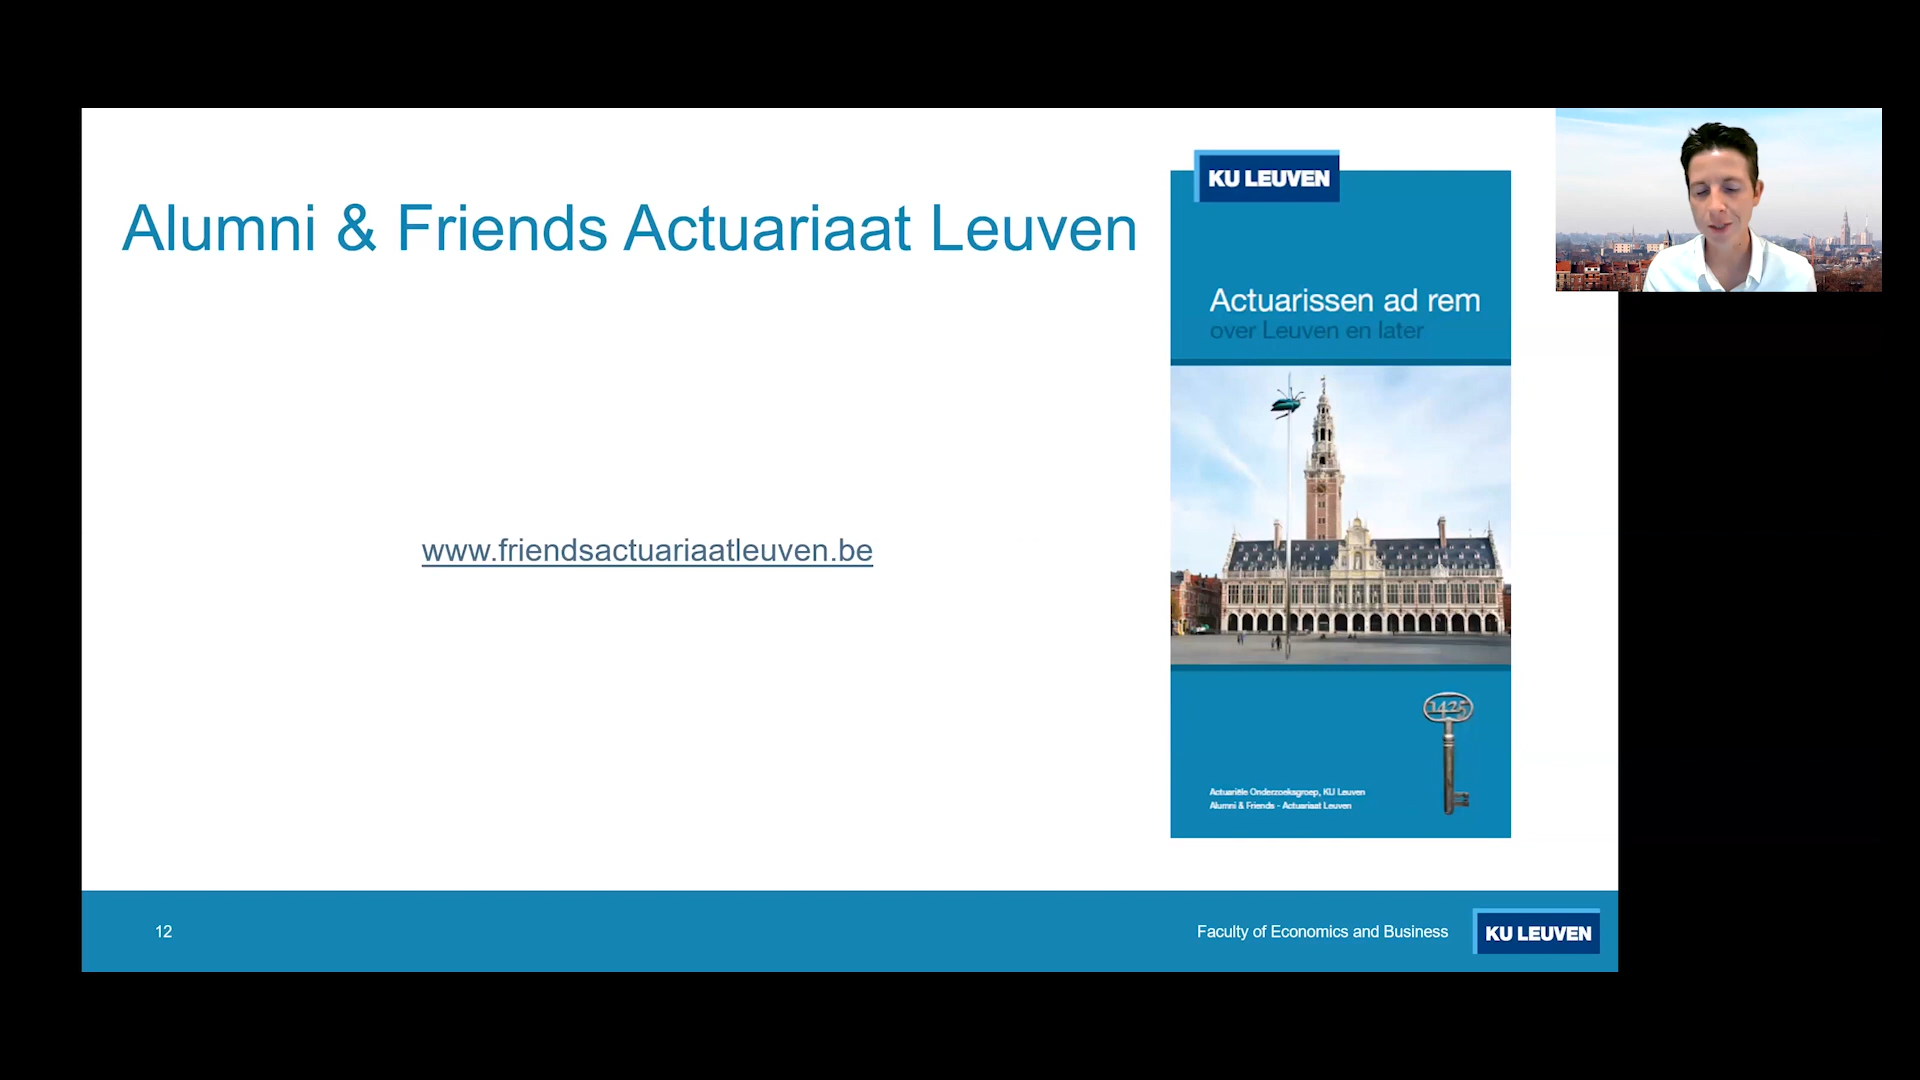 Alumni & Friends Actuariaat Leuven
www.friendsactuariaatleuven.be
KU LEUVEN
Actuarissen ad rem
over Leuven en later
1425
Actuariële Onderzoeksgroep, KU Leuven
Alumni & Friends - Actuariaat Leuven
12
Faculty of Economics and Business
KU LEUVEN